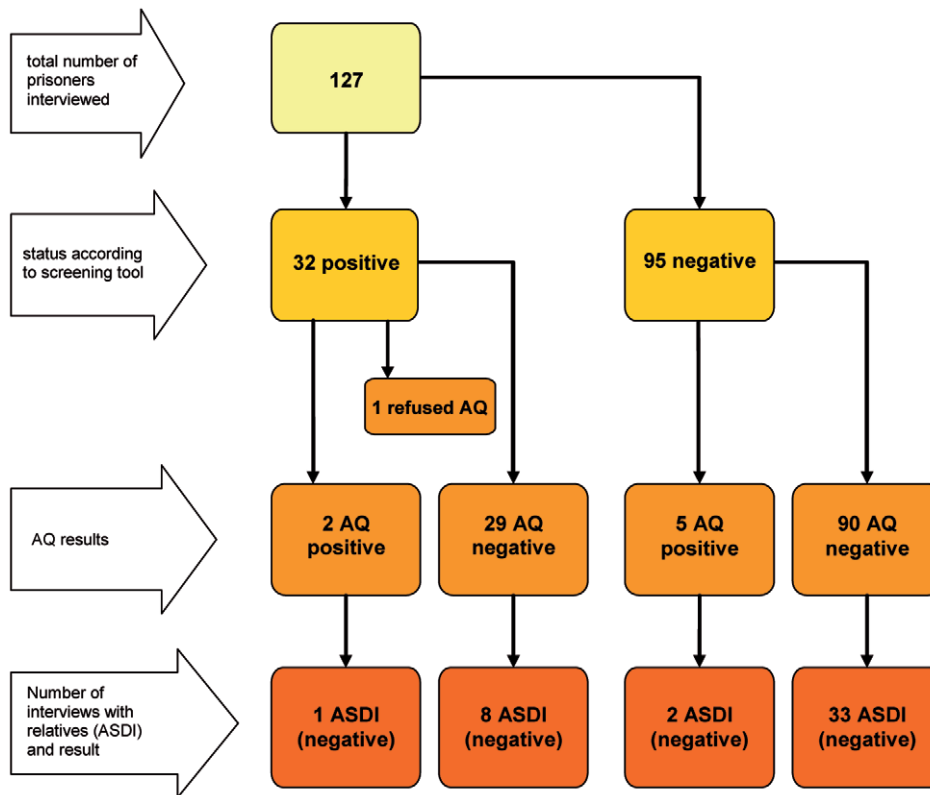 total number of
prisoners
interviewed
127
status according
to screening tool
32 positive
95 negative
1 refused AQ
AQ results
2 AQ
positive
29 AQ
negative
5 AQ
positive
90 AQ
negative
Number of
interviews with
relatives (ASDI)
and result
1 ASDI
(negative)
8 ASDI
(negative)
2 ASDI
(negative)
33 ASDI
(negative)